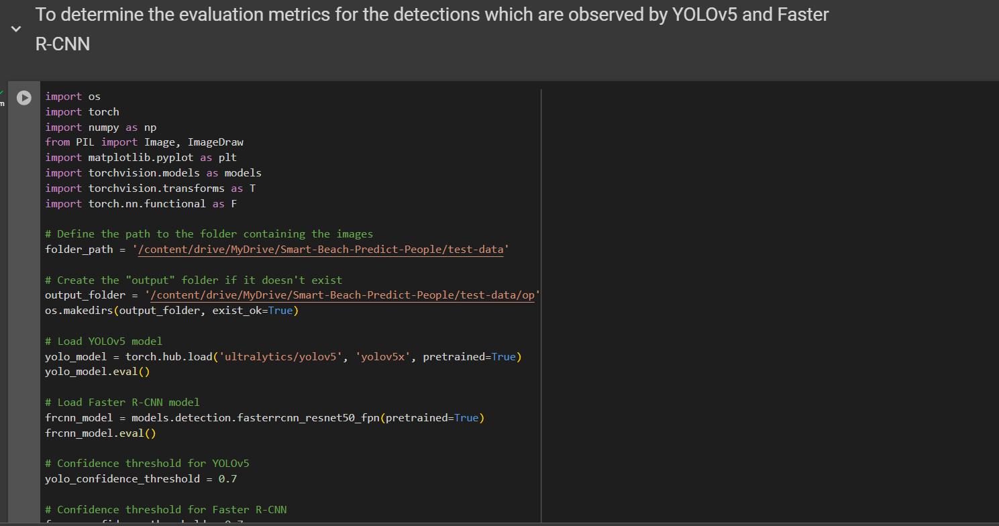 To determine the evaluation metrics for the detections which are observed by YOLOv5 and Faster
R-CNN
import os
import torch
import numpy as np
from PIL import Image, ImageDraw
import matplotlib.pyplot as plt
import torchvision.models as models
import torchvision.transforms as T
import torch.nn.functional as F
# Define the path to the folder containing the images
folder_path = '/content/drive/MyDrive/Smart-Beach-Predict-People/test-data'
# Create the "output" folder if it doesn't exist
output_folder = '/content/drive/MyDrive/Smart-Beach-Predict-People/test-data/op'
os.makedirs(output_folder, exist_ok=True)
# Load YOLOv5 model
yolo_model = torch.hub.load('ultralytics/yolov5', 'yolov5x', pretrained=True)
yolo_model.eval()
# Load Faster R-CNN model
frcnn_model = models.detection.fasterrcnn_resnet50_fpn(pretrained=True)
frcnn_model.eval()
# Confidence threshold for YOLOv5
yolo_confidence_threshold = 0.7
# Confidence threshold for Faster R-CNN